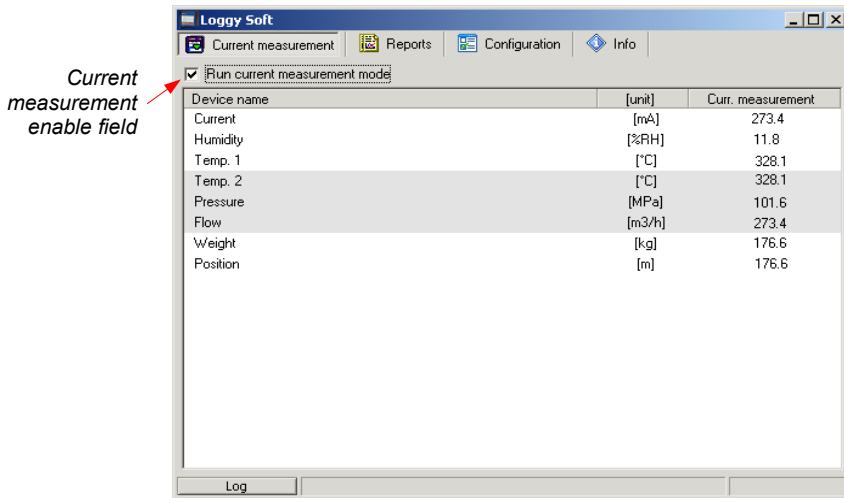 Loggy Soft
Current measurement Reports Configuration Info
Current
measurement
enable field
Run current measurement mode
Device name [unit] Curr. measurement
Current [mA] 273.4
Humidity [%RH] 11.8
Temp. 1 [°C] 328.1
Temp. 2 [°C] 328.1
Pressure [MPa] 101.6
Flow [m3/h] 273.4
Weight [kg] 176.6
Position [m] 176.6
Log